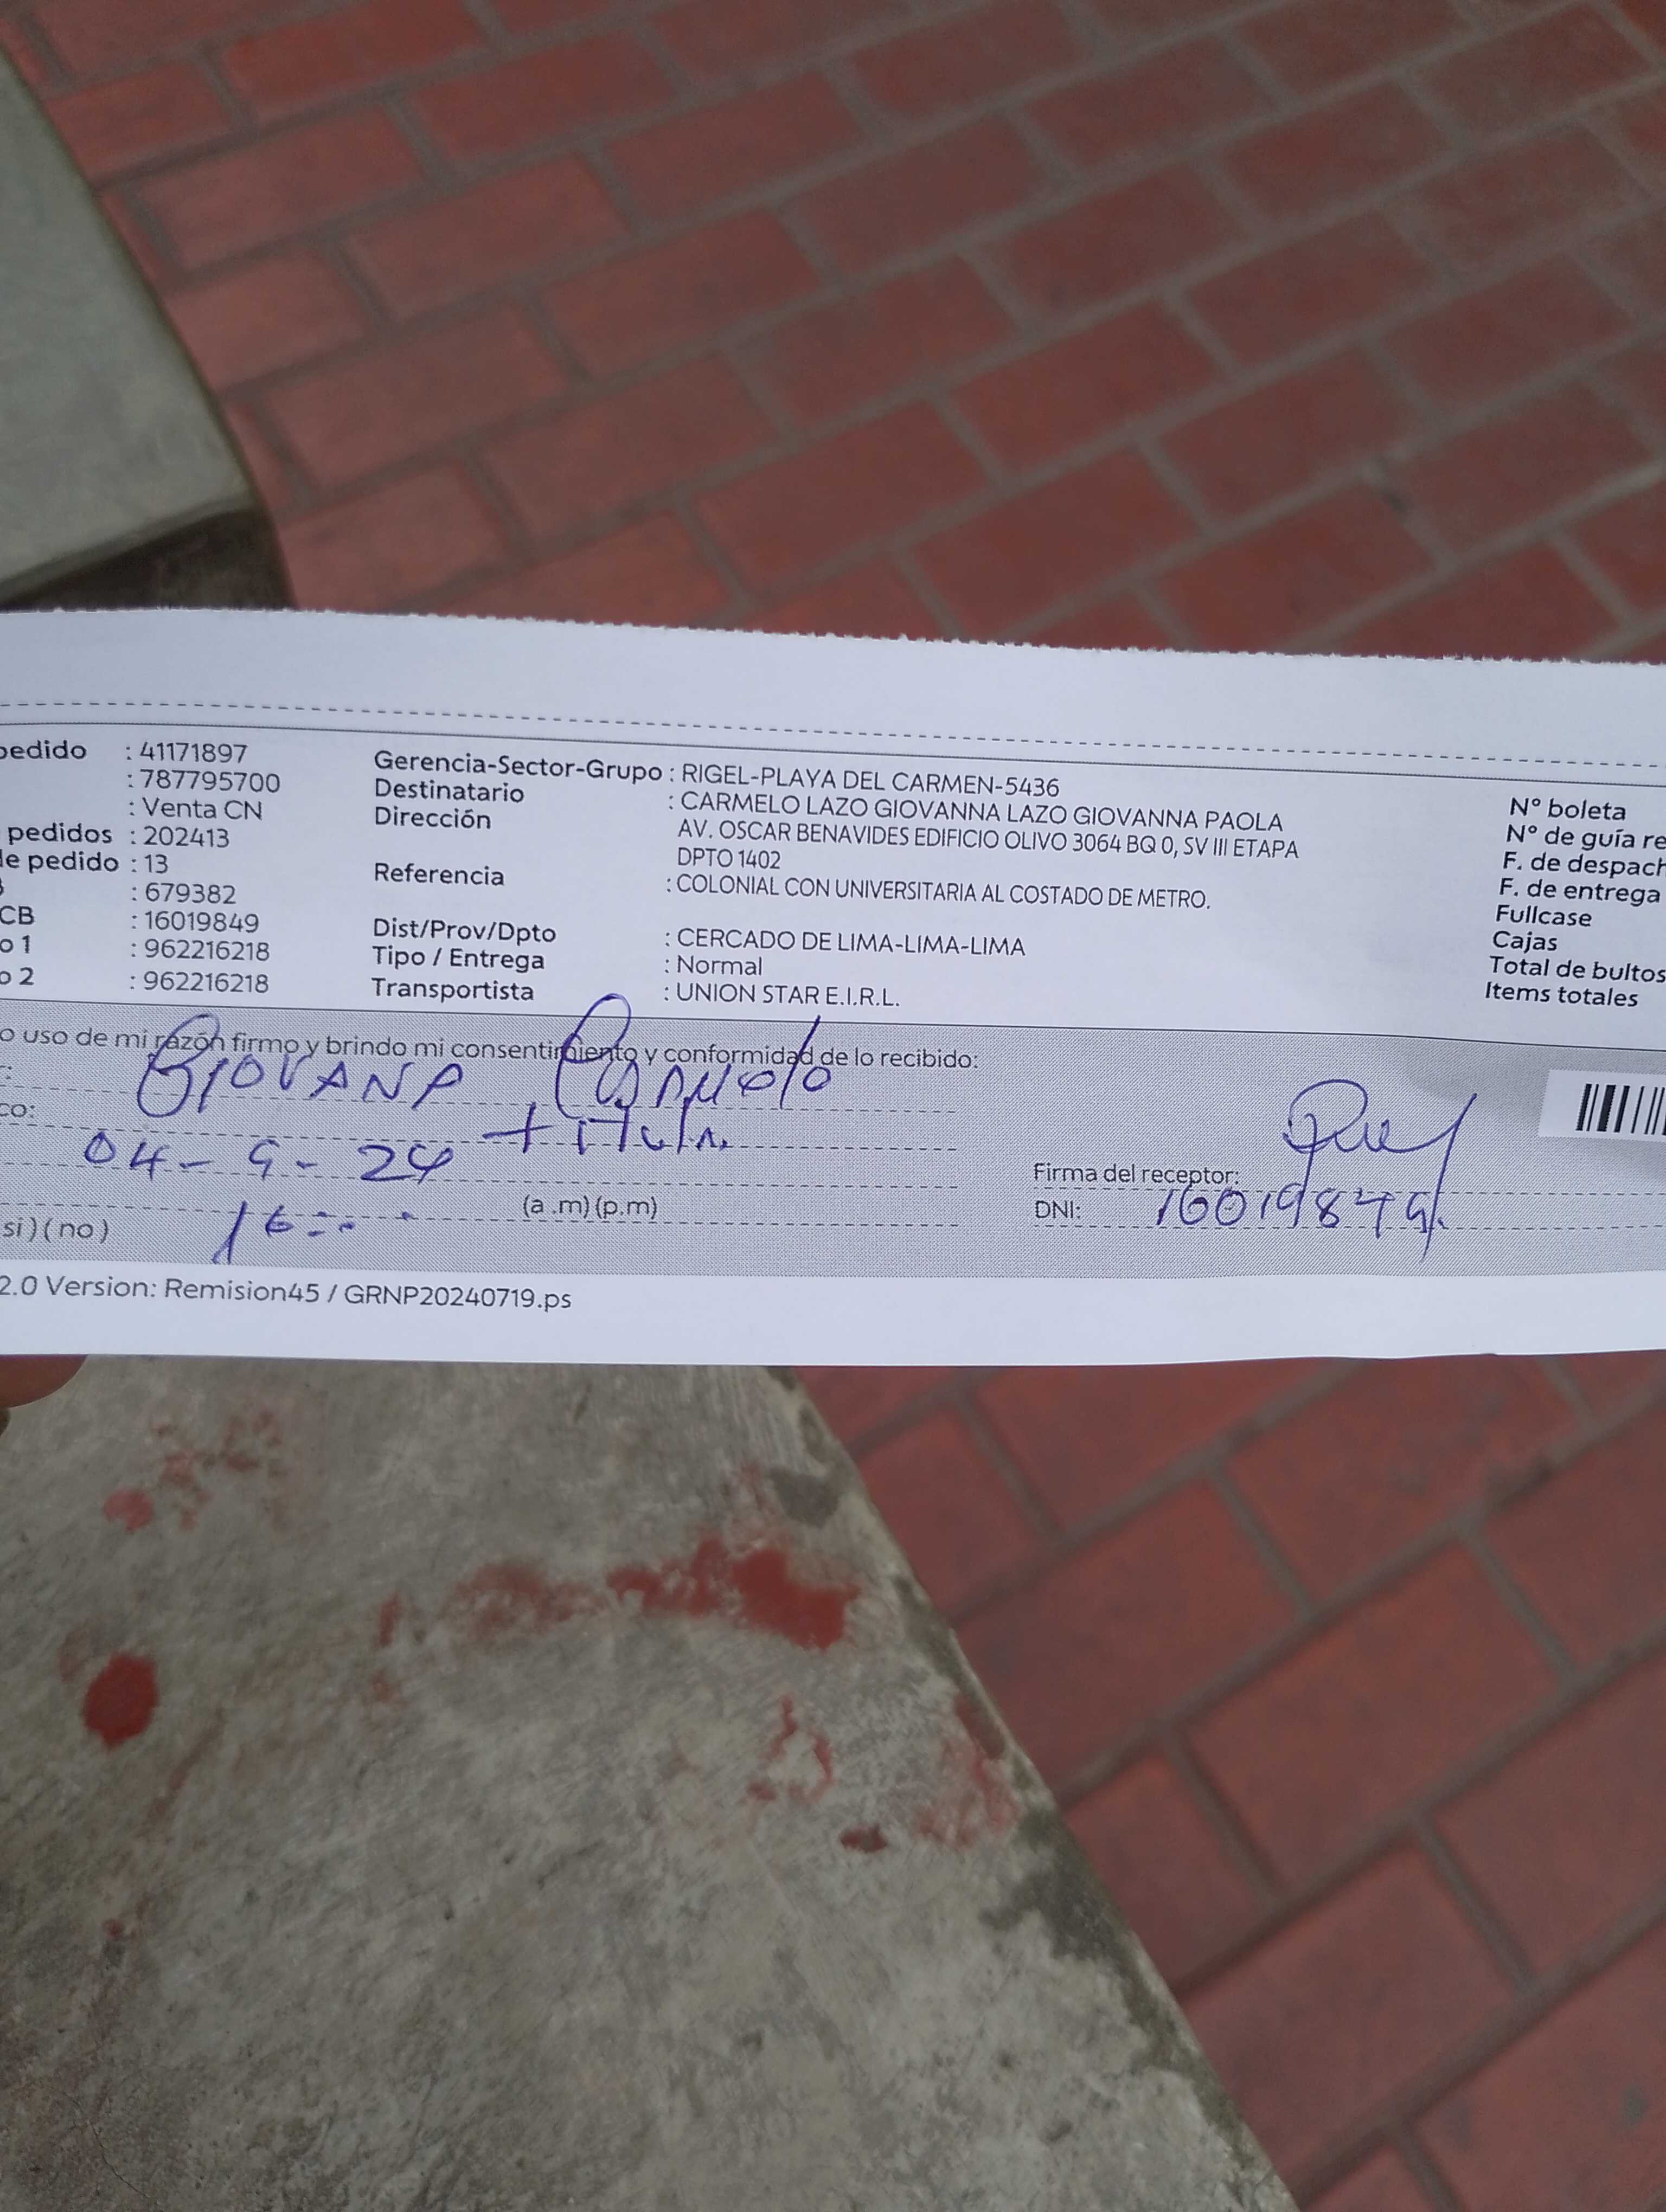 pedido : 41171897
: 787795700
: Venta CN
pedidos : 202413
de pedido : 13
: 679382
CB : 16019849
o 1 : 962216218
o 2 : 962216218
Gerencia-Sector-Grupo : RIGEL-PLAYA DEL CARMEN-5436
Destinatario : CARMELO LAZO GIOVANNA LAZO GIOVANNA PAOLA
Dirección AV. OSCAR BENAVIDES EDIFICIO OLIVO 3064 BQ 0, SV III ETAPA
DPTO 1402
Referencia : COLONIAL CON UNIVERSITARIA AL COSTADO DE METRO.
Dist/Prov/Dpto : CERCADO DE LIMA-LIMA-LIMA
Tipo / Entrega : Normal
Transportista : UNION STAR E.I.R.L.
N° boleta
N° de guía re
F. de despach
F. de entrega
Fullcase
Cajas
Total de bultos
Items totales
o uso de mi razón firmo y brindo mi consentimiento y conformidad de lo recibido:
GIOVANA Carmelo
co: titular
04-9-24
16: (a .m) (p.m)
si ) ( no )
Firma del receptor:
DNI: 16019849
2.0 Version: Remision45 / GRNP20240719.ps